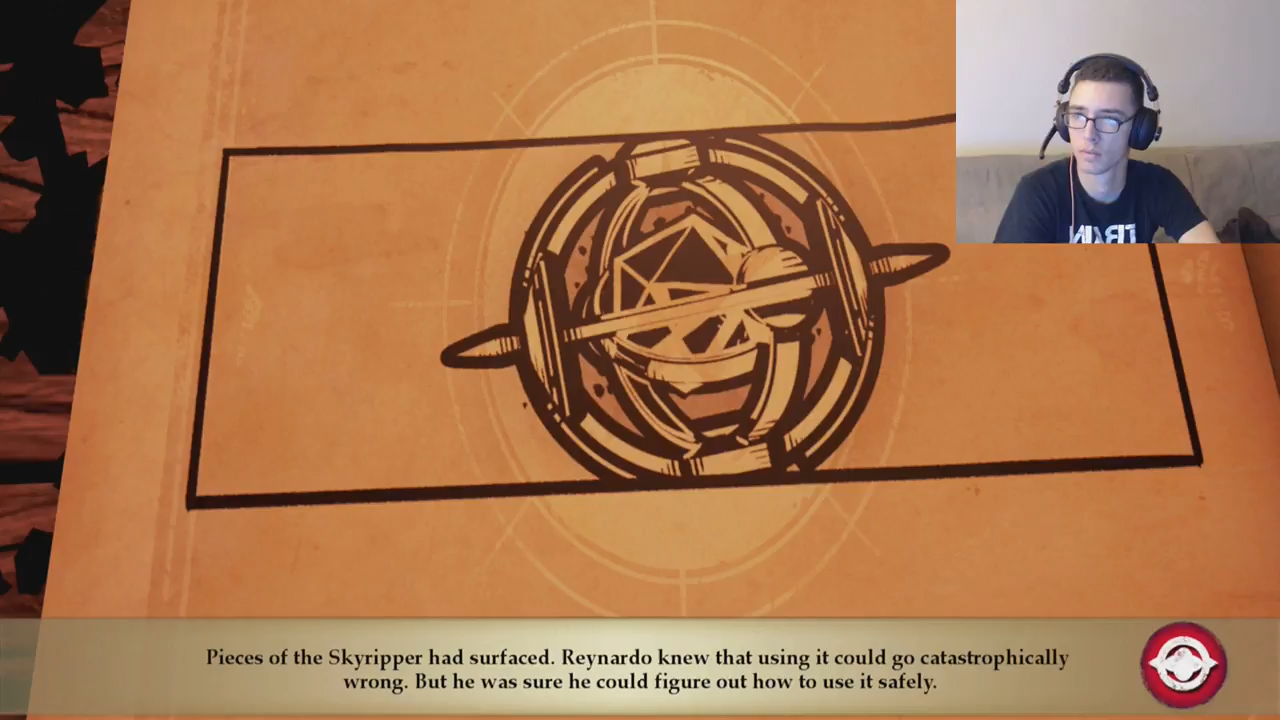 Pieces of the Skyripper had surfaced. Reynardo knew that using it could go catastrophically
wrong. But he was sure he could figure out how to use it safely.